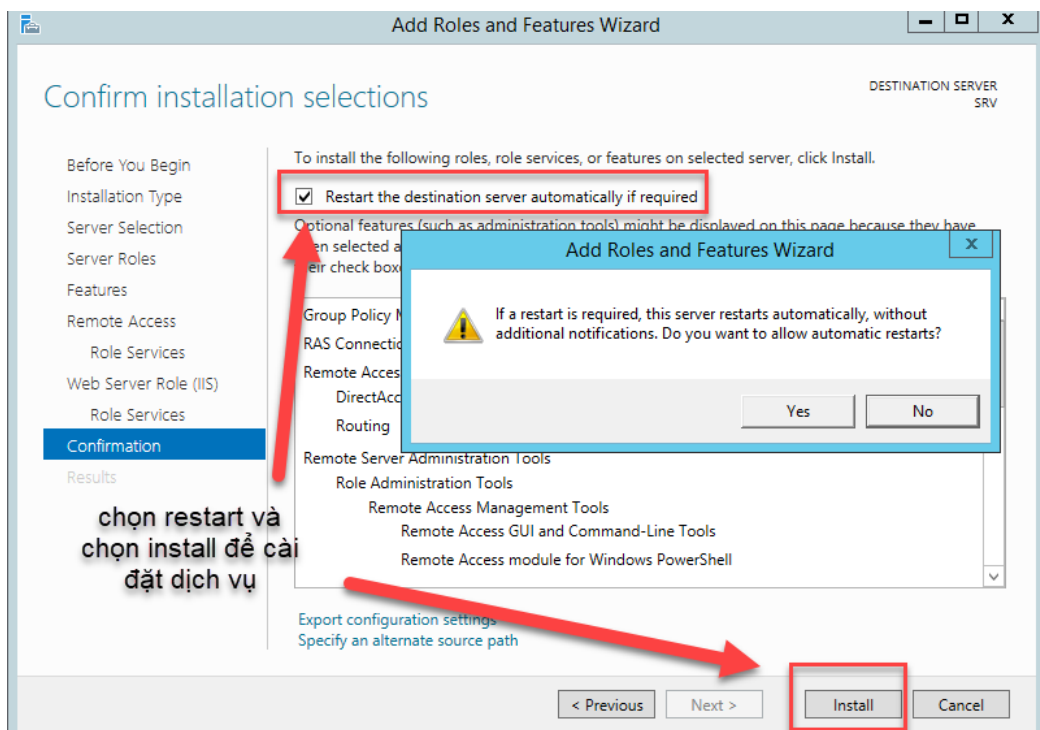 Add Roles and Features Wizard
Confirm installation selections
DESTINATION SERVER
SRV
Before You Begin
Installation Type
Server Selection
Server Roles
Features
Remote Access
Role Services
Web Server Role (IIS)
Role Services
Confirmation
Results
To install the following roles, role services, or features on selected server, click Install.
Restart the destination server automatically if required
Optional features (such as administration tools) might be displayed on this page because they have
selected
check
Add Roles and Features Wizard
If a restart is required, this server restarts automatically, without
additional notifications. Do you want to allow automatic restarts?
Yes
No
Group Policy
RAS
Remote
Routing
Remote Server Administration Tools
Role Administration Tools
Remote Access Management Tools
Remote Access GUI and Command-Line Tools
Remote Access module for Windows PowerShell
chọn restart và
chọn install để cài
đặt dịch vụ
Export configuration settings
Specify an alternate source path
< Previous
Next >
Install
Cancel